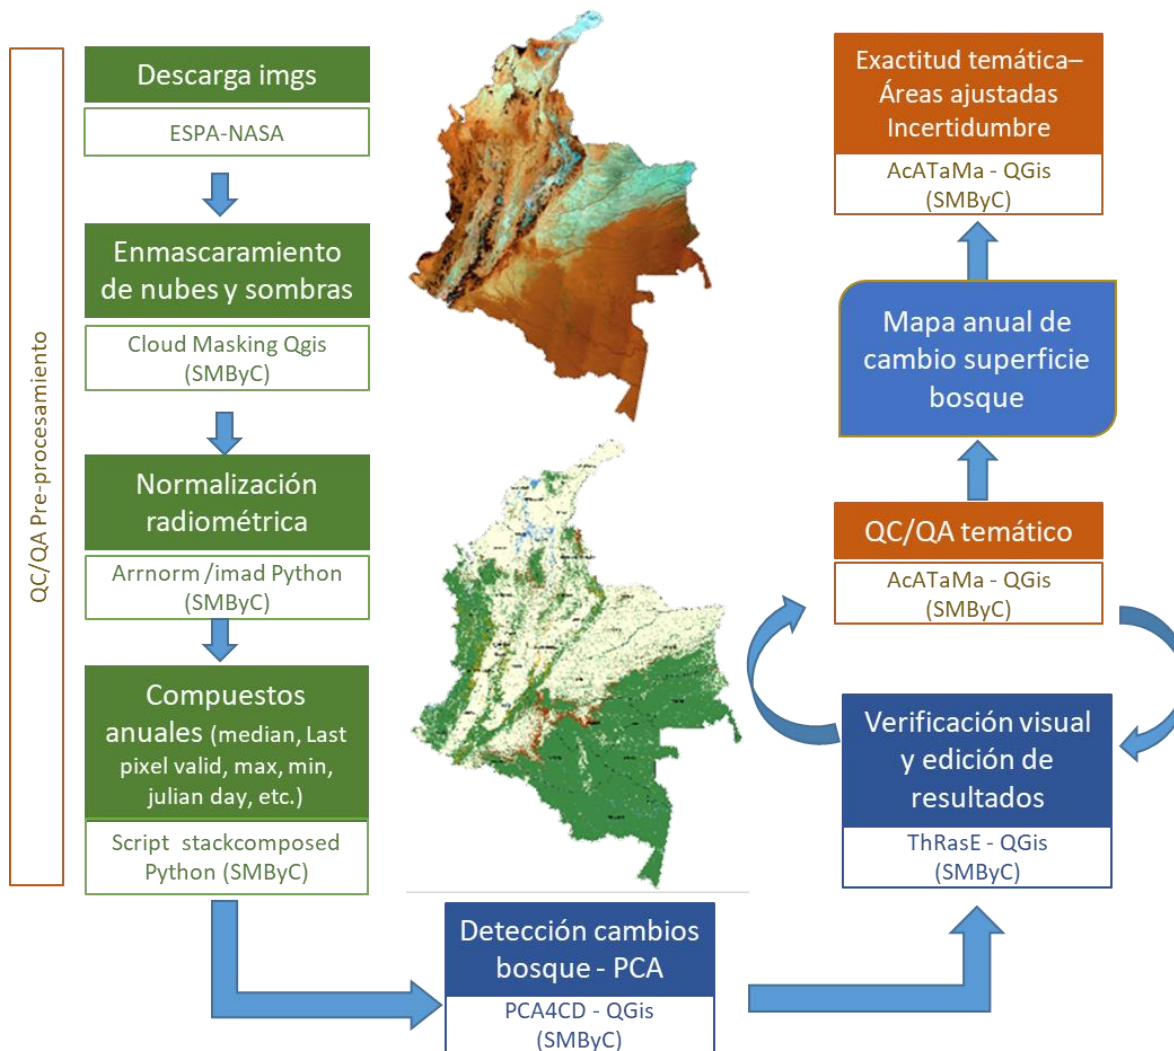 QC/QA Pre-procesamiento
Descarga imgs
ESPA-NASA
Enmascaramiento
de nubes y sombras
Cloud Masking Qgis
(SMByC)
Normalización
radiométrica
Arrnorm /imad Python
(SMByC)
Compuestos
anuales (median, Last
pixel valid, max, min,
julian day, etc.)
Script stackcomposed
Python (SMByC)
Detección cambios
bosque - PCA
PCA4CD - QGis
(SMByC)
Verificación visual
y edición de
resultados
ThRasE - QGis
(SMByC)
QC/QA temático
AcATaMa - QGis
(SMByC)
Mapa anual de
cambio superficie
bosque
Exactitud temática–
Áreas ajustadas
Incertidumbre
AcATaMa - QGis
(SMByC)